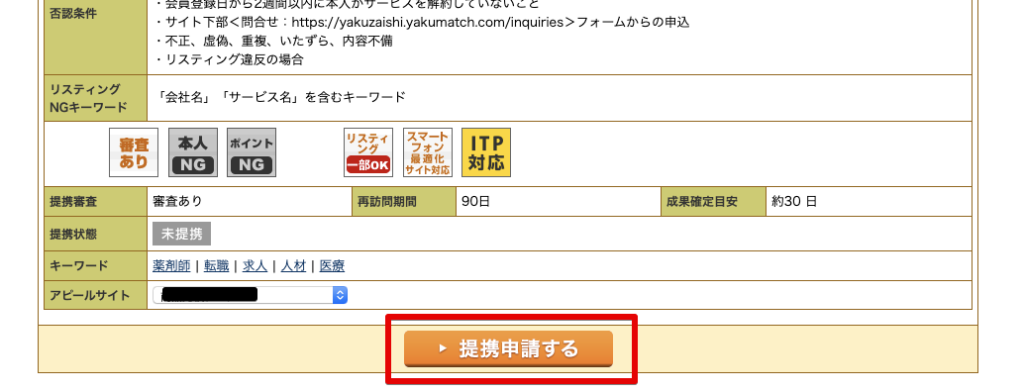 否認条件
・会員登録日から2週間以内に本人がサービスを解約していないこと
・サイト下部＜問合せ：https://yakuzaishi.yakumatch.com/inquiries＞フォームからの申込
・不正、虚偽、重複、いたずら、内容不備
・リスティング違反の場合
リスティング
NGキーワード
「会社名」「サービス名」を含むキーワード
審査
あり
本人
NG
ポイント
NG
リスティ
ング
一部OK
スマート
フォン
最適化
サイト対応
ITP
対応
提携審査 審査あり 再訪問期間 90日 成果確定目安 約30 日
提携状態 未提携
キーワード 薬剤師 | 転職 | 求人 | 人材 | 医療
アピールサイト
提携申請する